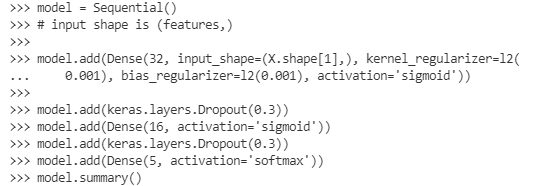 >>> model = Sequential()
>>> # input shape is (features,)
>>>
>>> model.add(Dense(32, input_shape=(X.shape[1],), kernel_regularizer=l2(
...     0.001), bias_regularizer=l2(0.001), activation='sigmoid'))
>>>
>>> model.add(keras.layers.Dropout(0.3))
>>> model.add(Dense(16, activation='sigmoid'))
>>> model.add(keras.layers.Dropout(0.3))
>>> model.add(Dense(5, activation='softmax'))
>>> model.summary()